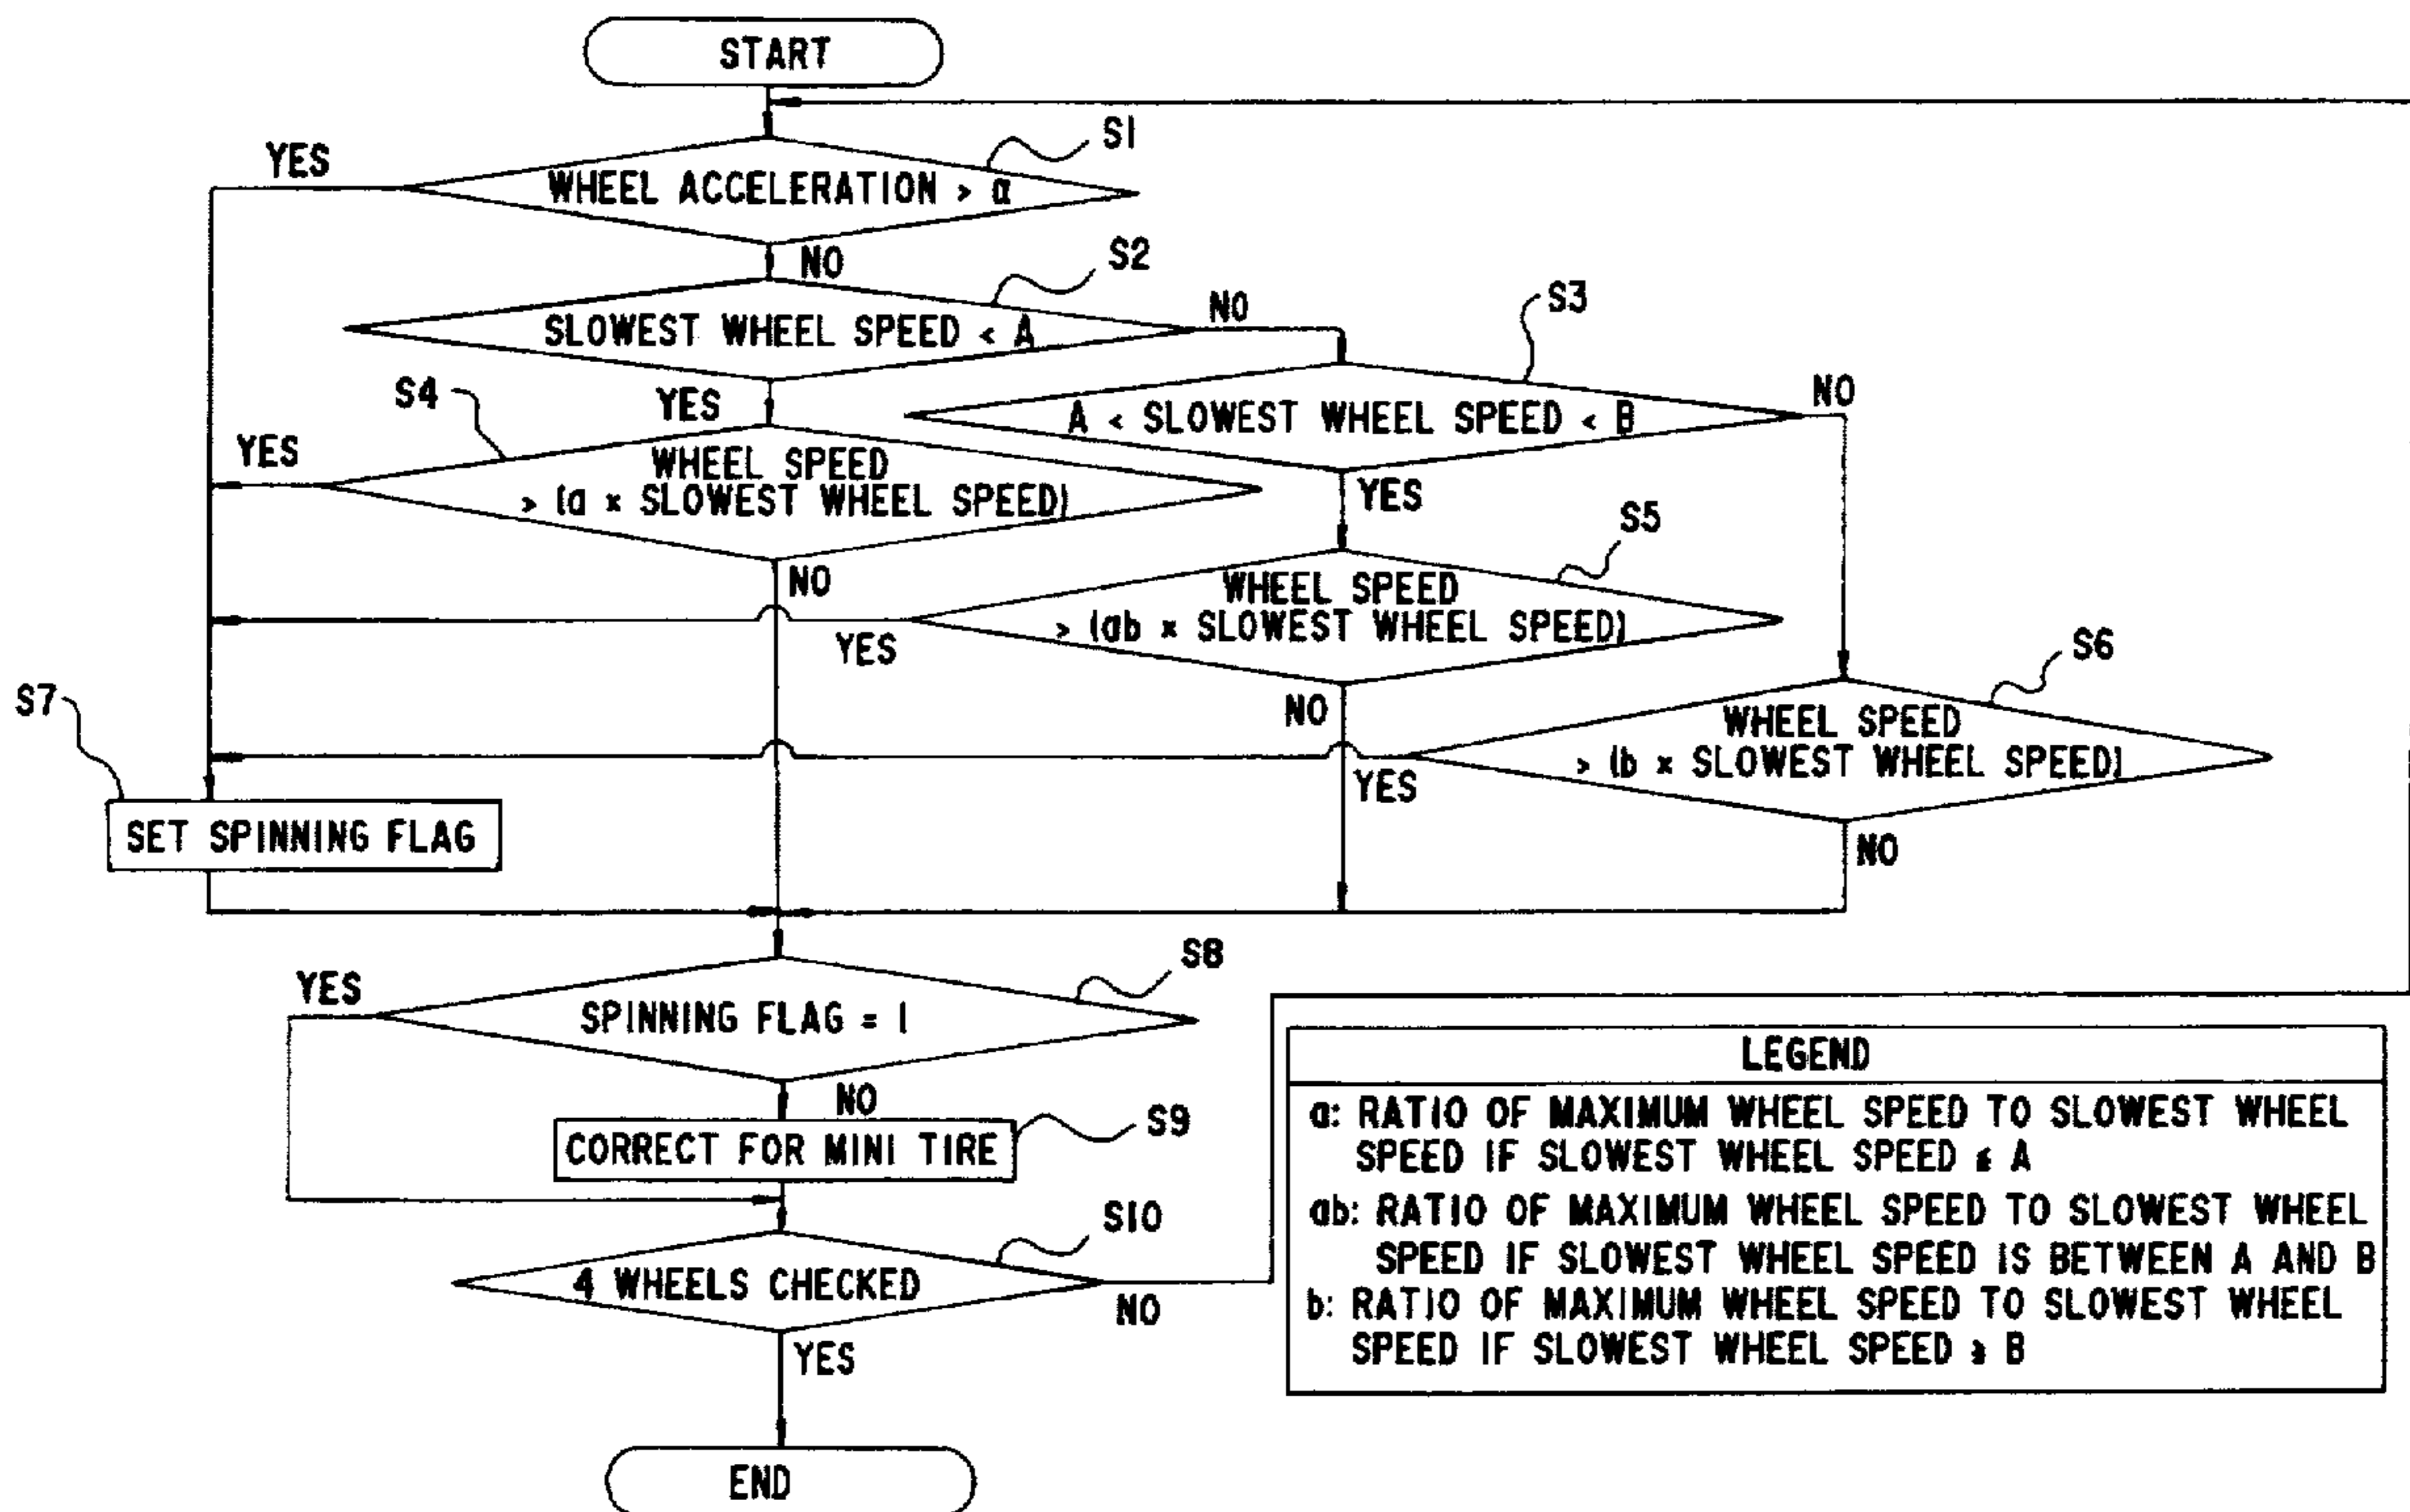 START
S1
YES
WHEEL ACCELERATION > α
NO
S2
SLOWEST WHEEL SPEED < A
NO
S3
YES
A < SLOWEST WHEEL SPEED < B
NO
S4
YES
WHEEL SPEED
> (a × SLOWEST WHEEL SPEED)
YES
NO
S5
WHEEL SPEED
> (ab × SLOWEST WHEEL SPEED)
YES
NO
S6
WHEEL SPEED
> (b × SLOWEST WHEEL SPEED)
YES
NO
S7
SET SPINNING FLAG
S8
YES
SPINNING FLAG = 1
NO
S9
CORRECT FOR MINI TIRE
S10
4 WHEELS CHECKED
NO
YES
END
LEGEND
a: RATIO OF MAXIMUM WHEEL SPEED TO SLOWEST WHEEL
SPEED IF SLOWEST WHEEL SPEED ≤ A
ab: RATIO OF MAXIMUM WHEEL SPEED TO SLOWEST WHEEL
SPEED IF SLOWEST WHEEL SPEED IS BETWEEN A AND B
b: RATIO OF MAXIMUM WHEEL SPEED TO SLOWEST WHEEL
SPEED IF SLOWEST WHEEL SPEED ≥ B